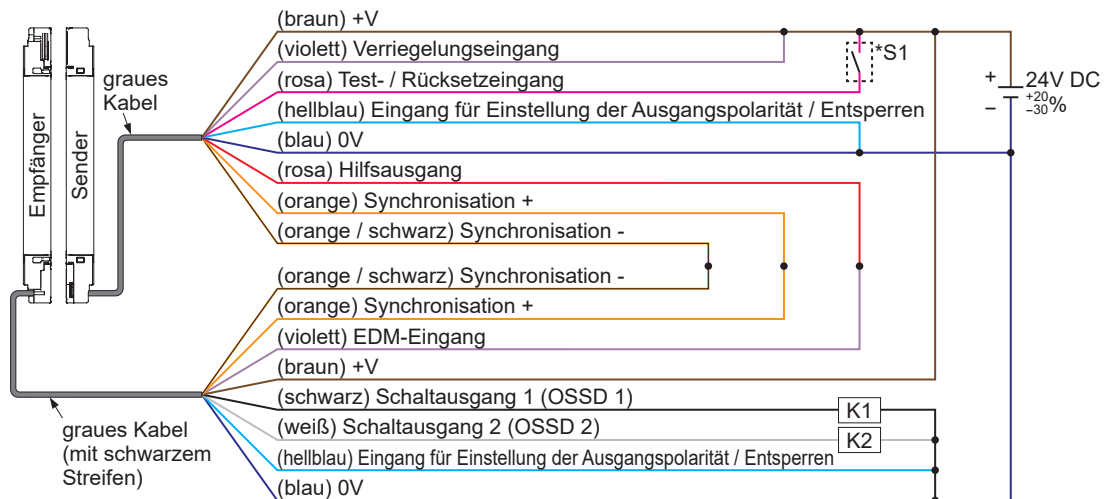 (braun) +V
(violett) Verriegelungseingang
*S1
graues
Kabel
(rosa) Test- / Rücksetzeingang
+
24V DC
+20
–30%
–
(hellblau) Eingang für Einstellung der Ausgangspolarität / Entsperren
(blau) 0V
Empfänger
Sender
(rosa) Hilfsausgang
(orange) Synchronisation +
(orange / schwarz) Synchronisation -
(orange / schwarz) Synchronisation -
(orange) Synchronisation +
(violett) EDM-Eingang
(braun) +V
(schwarz) Schaltausgang 1 (OSSD 1)
K1
graues Kabel
(mit schwarzem
Streifen)
(weiß) Schaltausgang 2 (OSSD 2)
K2
(hellblau) Eingang für Einstellung der Ausgangspolarität / Entsperren
(blau) 0V